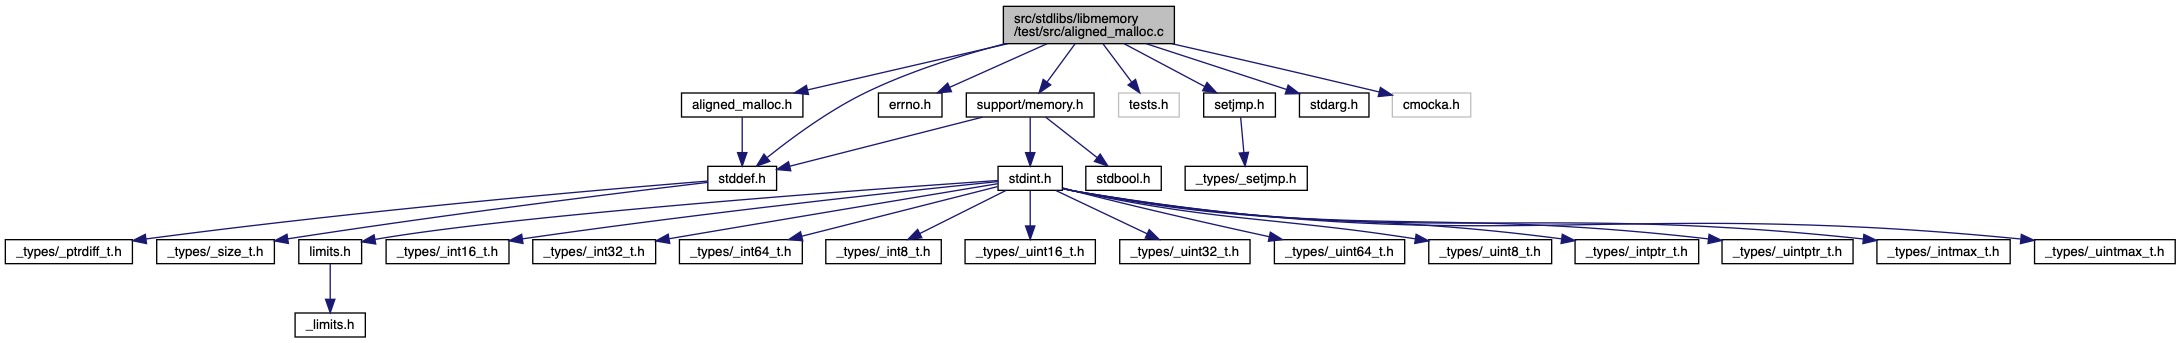 src/stdlibs/libmemory
/test/src/aligned_malloc.c
aligned_malloc.h
errno.h
support/memory.h
tests.h
setjmp.h
stdarg.h
cmocka.h
stddef.h
stdint.h
stdbool.h
_types/_setjmp.h
_types/_ptrdiff_t.h
_types/_size_t.h
limits.h
_types/_int16_t.h
_types/_int32_t.h
_types/_int64_t.h
_types/_int8_t.h
_types/_uint16_t.h
_types/_uint32_t.h
_types/_uint64_t.h
_types/_uint8_t.h
_types/_intptr_t.h
_types/_uintptr_t.h
_types/_intmax_t.h
_types/_uintmax_t.h
_limits.h